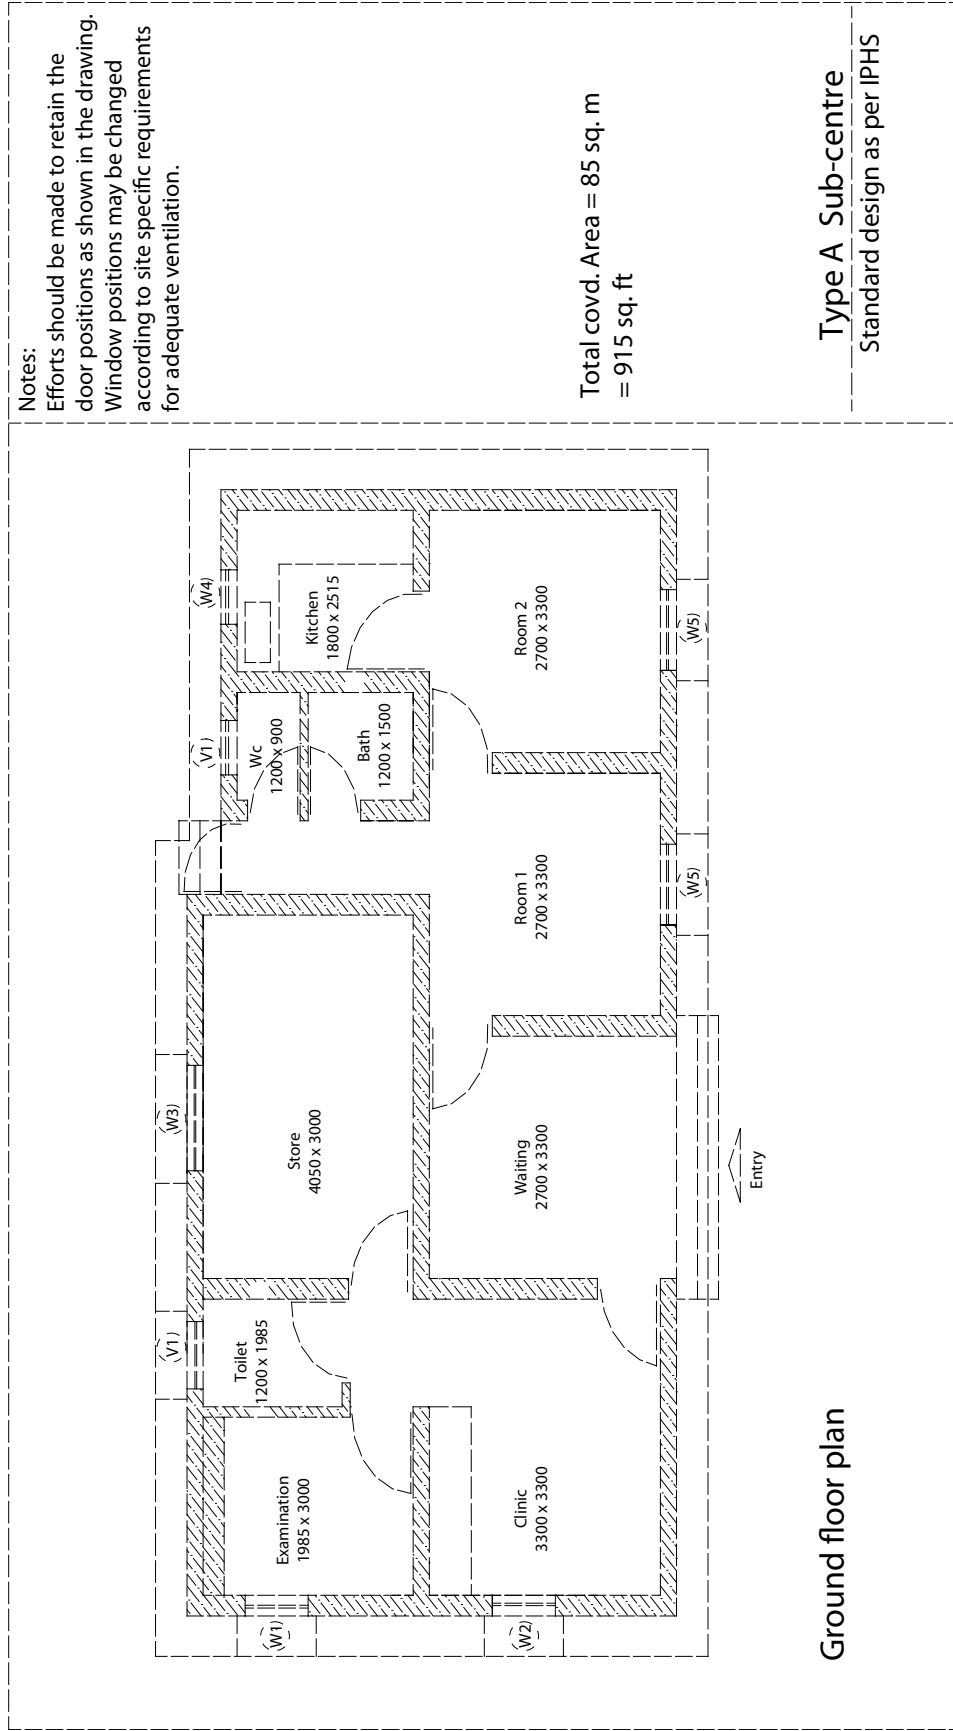 Notes:
Efforts should be made to retain the
door positions as shown in the drawing.
Window positions may be changed
according to site specific requirements
for adequate ventilation.
Total covd. Area = 85 sq. m
= 915 sq. ft
Type A Sub-centre
Standard design as per IPHS
V1)
W3)
V1)
W4)
Toilet
1200 x 1985
Store
4050 x 3000
Wc
1200 x 900
Kitchen
1800 x 2515
Examination
1985 x 3000
Bath
1200 x 1500
W1)
Clinic
3300 x 3300
Waiting
2700 x 3300
Room 1
2700 x 3300
Room 2
2700 x 3300
W2)
W5)
W5)
Entry
Ground floor plan